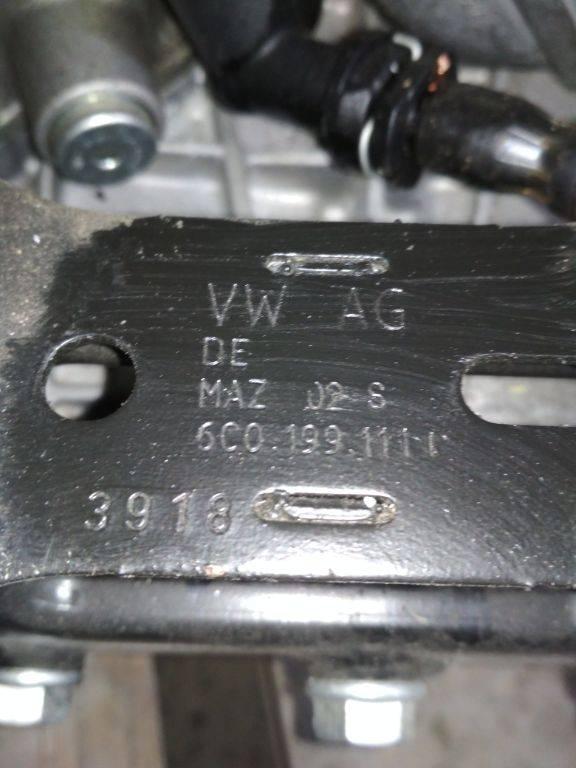 VW AG
DE
MAZ 02 S
6C0.199.111
3918